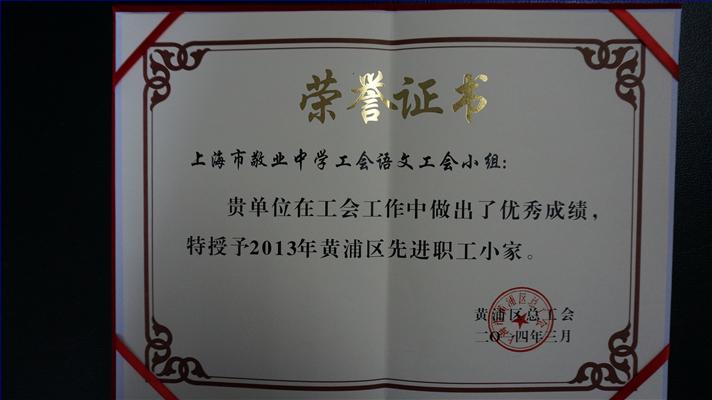 荣誉证书
上海市敬业中学工会语文工会小组：
贵单位在工会工作中做出了优秀成绩，
特授予2013年黄浦区先进职工小家。
黄浦区总工会
二〇一四年三月